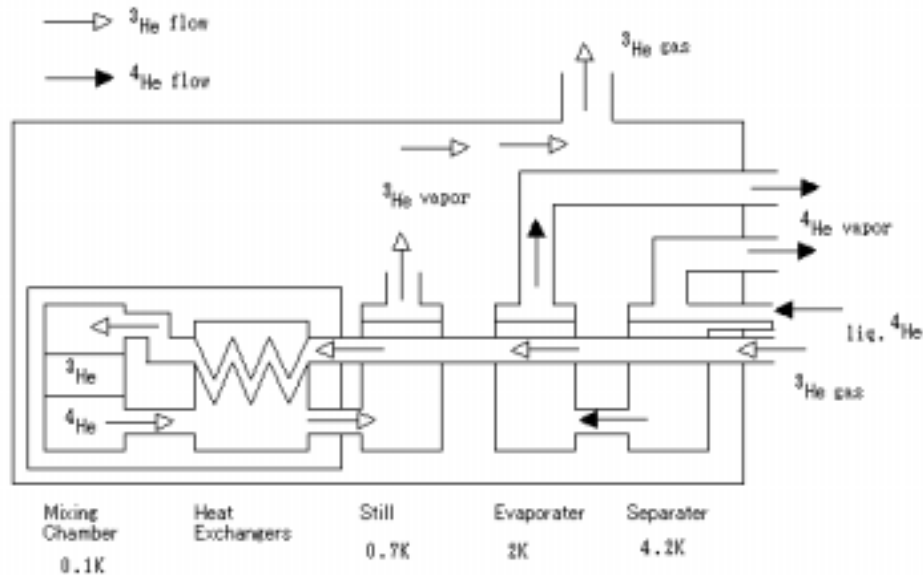 ³He flow
³He gas
⁴He flow
³He vapor
⁴He vapor
liq. ⁴He
³He
³He gas
⁴He
Mixing
Chamber
0.1K
Heat
Exchangers
Still
0.7K
Evaporater
2K
Separater
4.2K